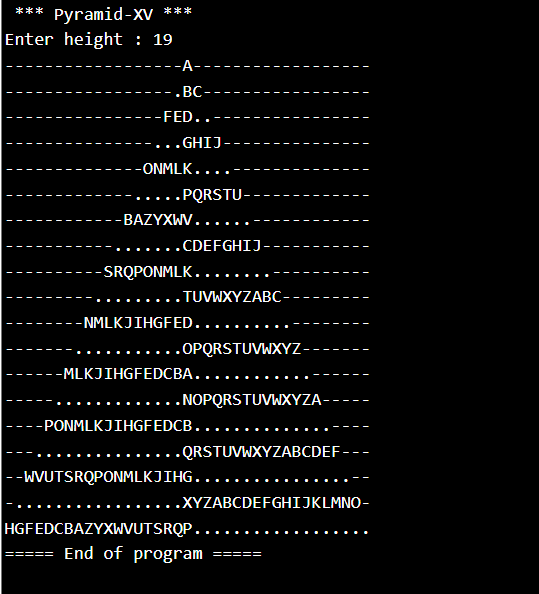 *** Pyramid-XV ***
Enter height : 19
------------------A------------------
-----------------.BC-----------------
----------------FED..----------------
---------------...GHIJ---------------
--------------ONMLK....--------------
-------------.....PQRSTU-------------
------------BAZYXWV......------------
-----------.......CDEFGHIJ-----------
----------SRQPONMLK........----------
---------.........TUVWXYZABC---------
--------NMLKJIHGFED..........--------
-------...........OPQRSTUVWXYZ-------
------MLKJIHGFEDCBA............------
-----.............NOPQRSTUVWXYZA-----
----PONMLKJIHGFEDCB..............----
---...............QRSTUVWXYZABCDEF---
--WVUTSRQPONMLKJIHG................--
-.................XYZABCDEFGHIJKLMNO-
HGFEDCBAZYXWVUTSRQP..................
===== End of program =====